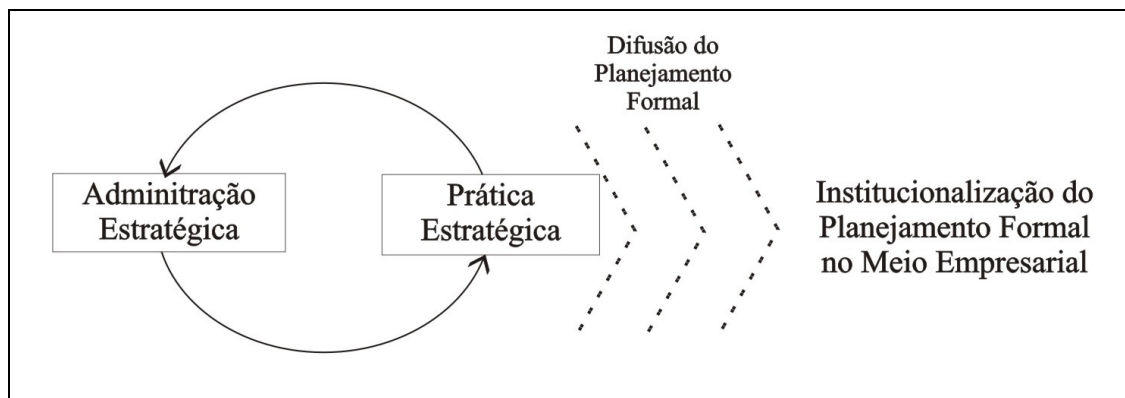 Difusão do
Planejamento
Formal
Adminitração
Estratégica
Prática
Estratégica
Institucionalização do
Planejamento Formal
no Meio Empresarial